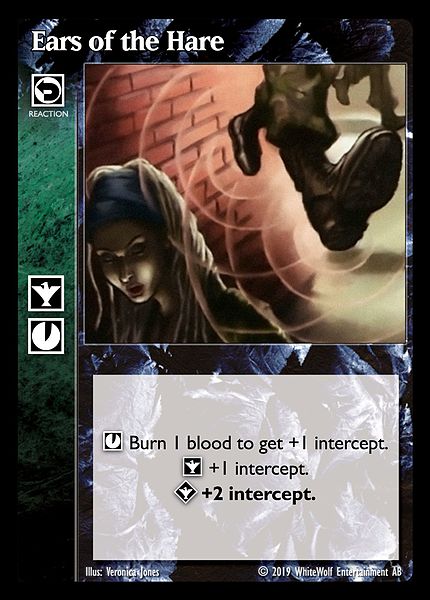 Ears of the Hare
REACTION
Burn 1 blood to get +1 intercept.
+1 intercept.
+2 intercept.
Illus: Veronica Jones
© 2019 WhiteWolf Entertainment AB